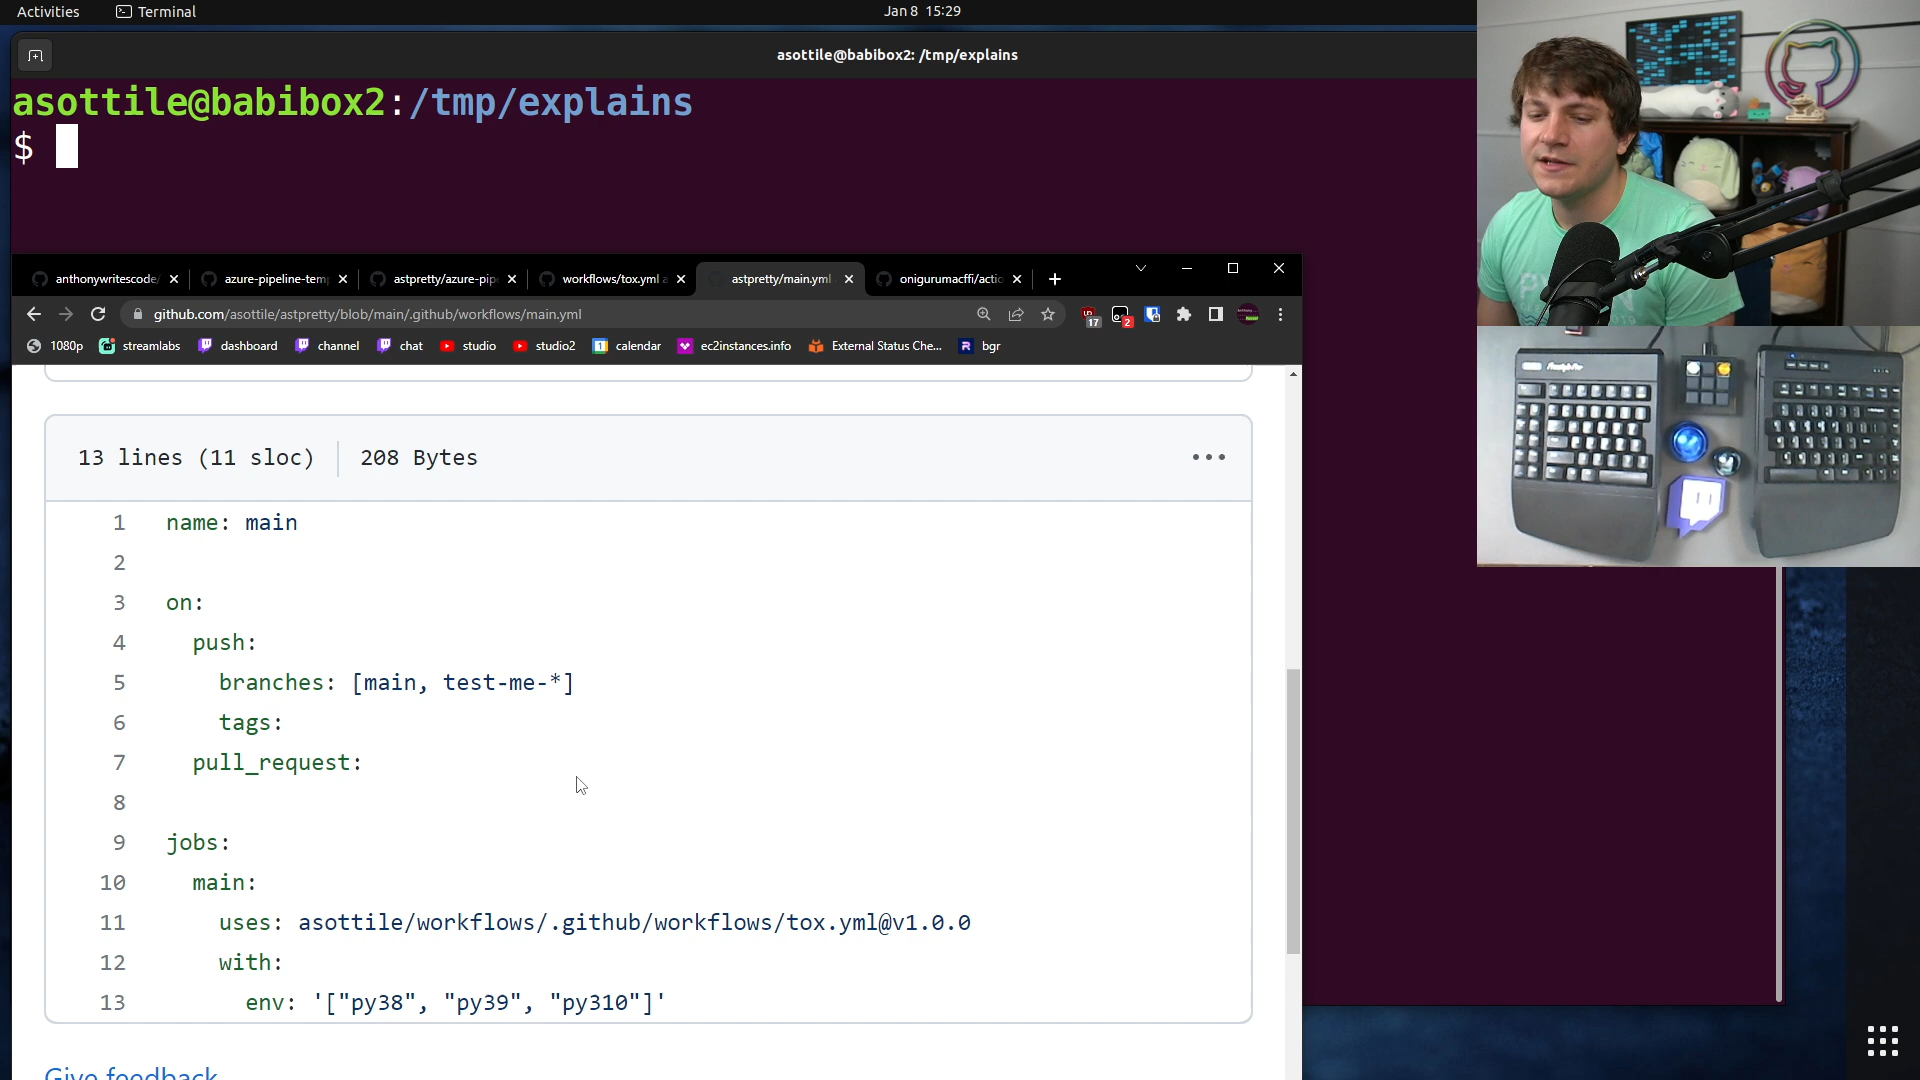 Activities
Terminal
Jan 8 15:29
asottile@babibox2: /tmp/explains
asottile@babibox2:/tmp/explains
$
anthonywritescode/
azure-pipeline-tem
astpretty/azure-pip
workflows/tox.yml a
astpretty/main.yml
onigurumacffi/actio
github.com/asottile/astpretty/blob/main/.github/workflows/main.yml
17
2
1080p
streamlabs
dashboard
channel
chat
studio
studio2
calendar
ec2instances.info
External Status Che...
bgr
13 lines (11 sloc)
208 Bytes
1 name: main
2
3 on:
4 push:
5 branches: [main, test-me-*]
6 tags:
7 pull_request:
8
9 jobs:
10 main:
11 uses: asottile/workflows/.github/workflows/tox.yml@v1.0.0
12 with:
13 env: '["py38", "py39", "py310"]'
Give feedback